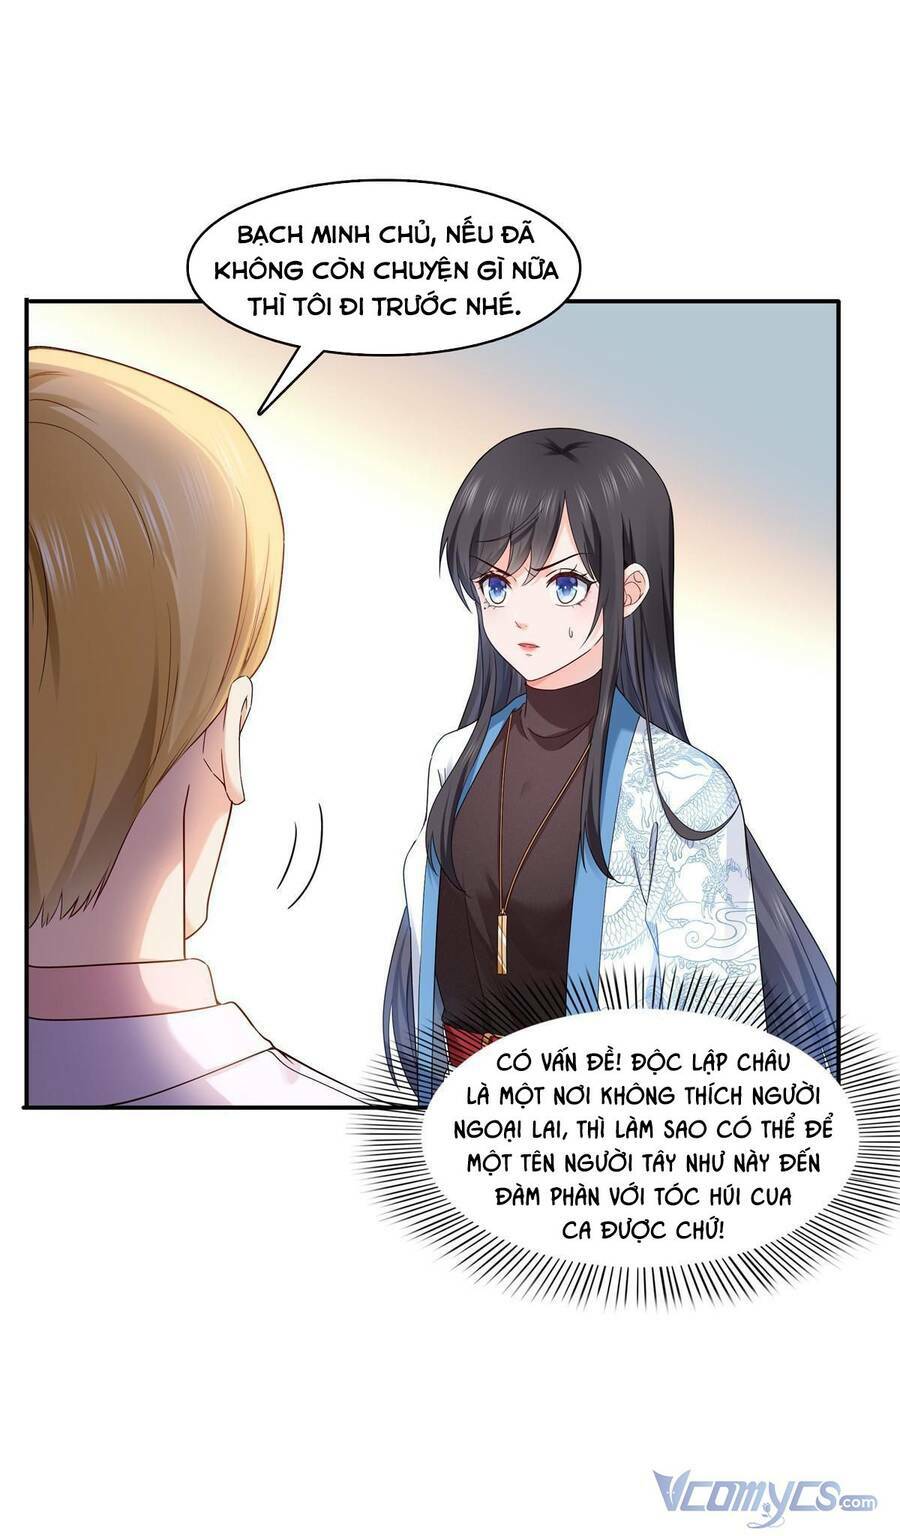 BẠCH MINH CHỦ, NẾU ĐÃ
KHÔNG CÒN CHUYỆN GÌ NỮA
THÌ TÔI ĐI TRƯỚC NHÉ.
CÓ VẤN ĐỀ! ĐỘC LẬP CHÂU
LÀ MỘT NƠI KHÔNG THÍCH NGƯỜI
NGOẠI LAI, THÌ LÀM SAO CÓ THỂ ĐỂ
MỘT TÊN NGƯỜI TÂY NHƯ NÀY ĐẾN
ĐÀM PHÀN VỚI TÓC HÚI CUA
CA ĐƯỢC CHỨ!
VCOMYCS.com